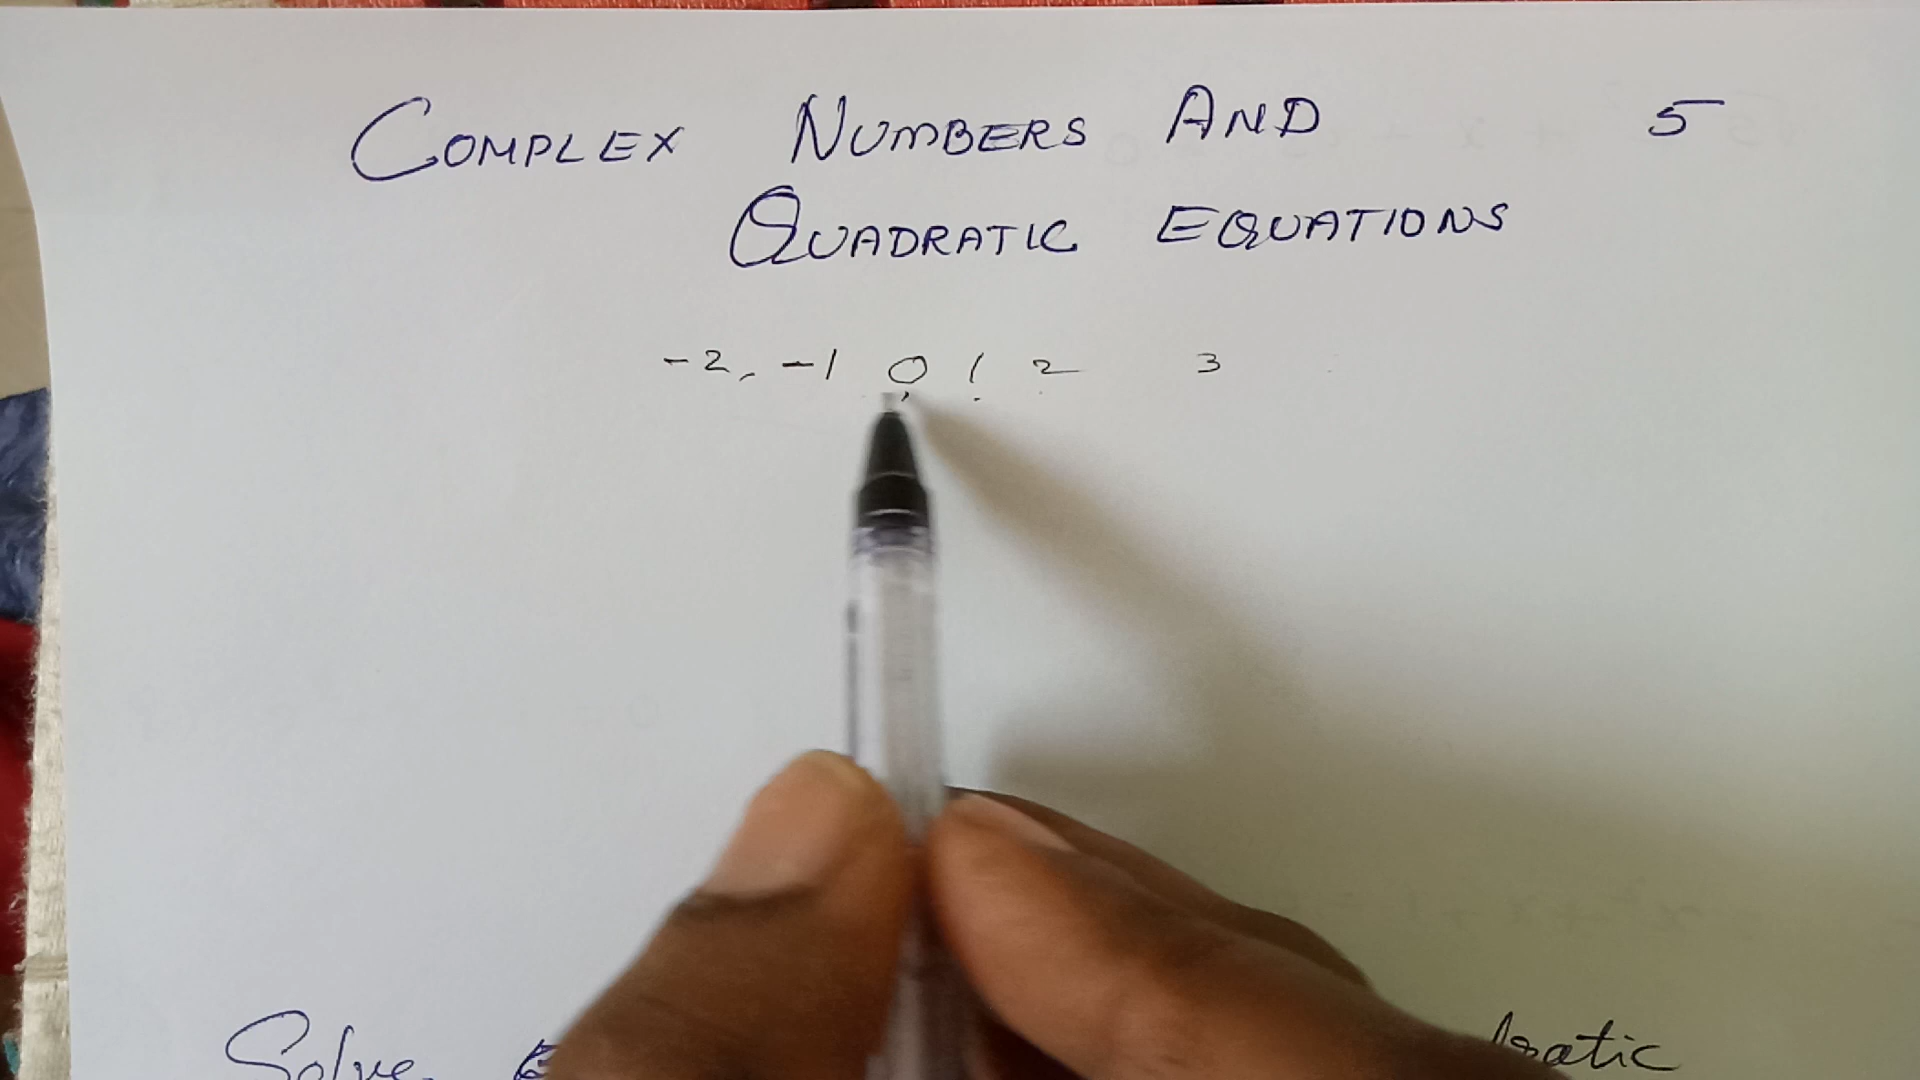 COMPLEX NUMBERS AND 5
QUADRATIC EQUATIONS
-2, -1 0 1 2 3
Solve